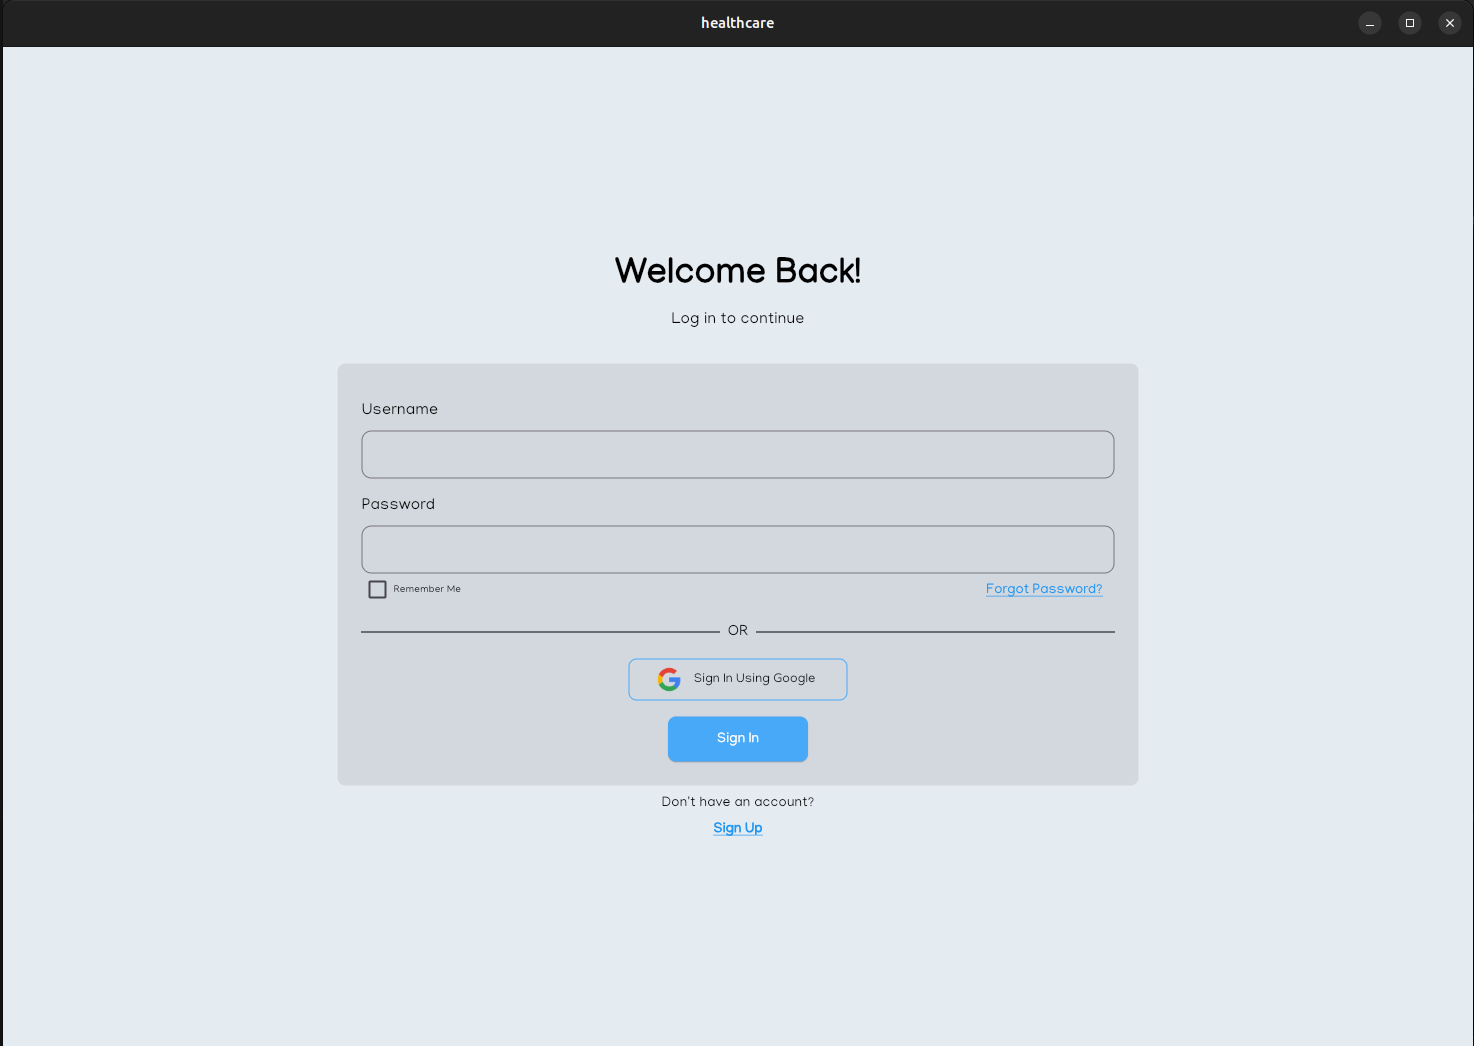 healthcare
Welcome Back!
Log in to continue
Username
Password
Remember Me Forgot Password?
OR
Sign In Using Google
Sign In
Don't have an account?
Sign Up